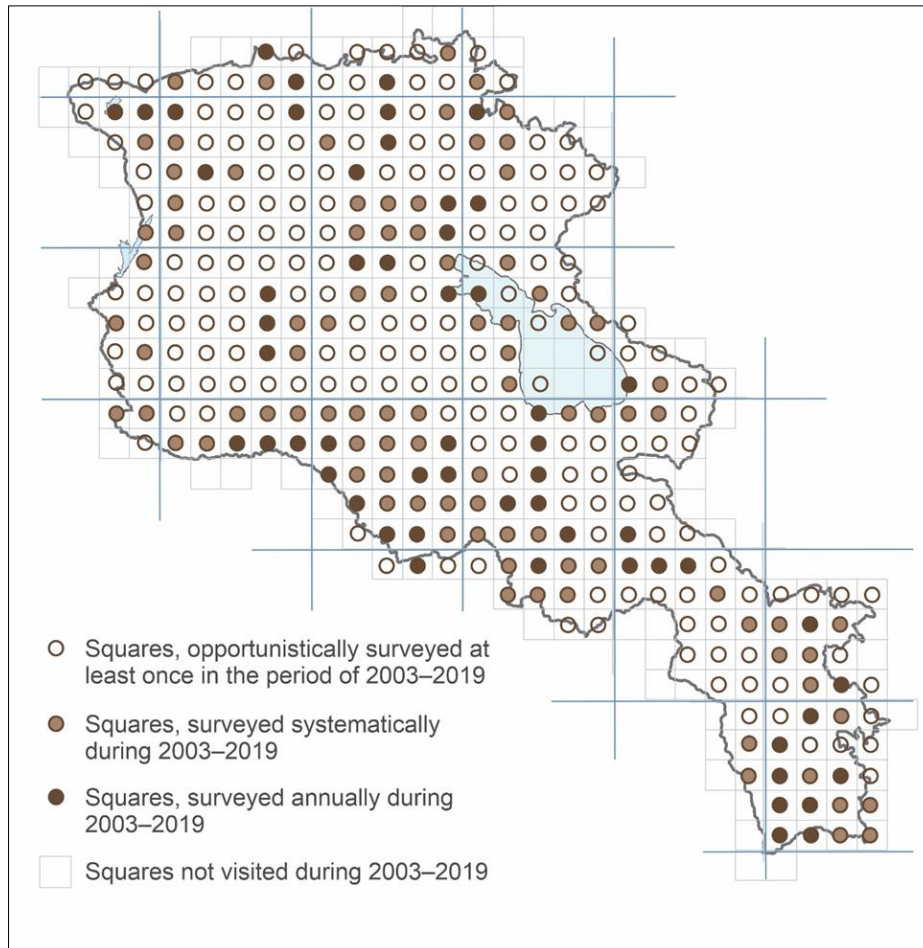 Squares, opportunistically surveyed at
least once in the period of 2003–2019
Squares, surveyed systematically
during 2003–2019
Squares, surveyed annually during
2003–2019
Squares not visited during 2003–2019